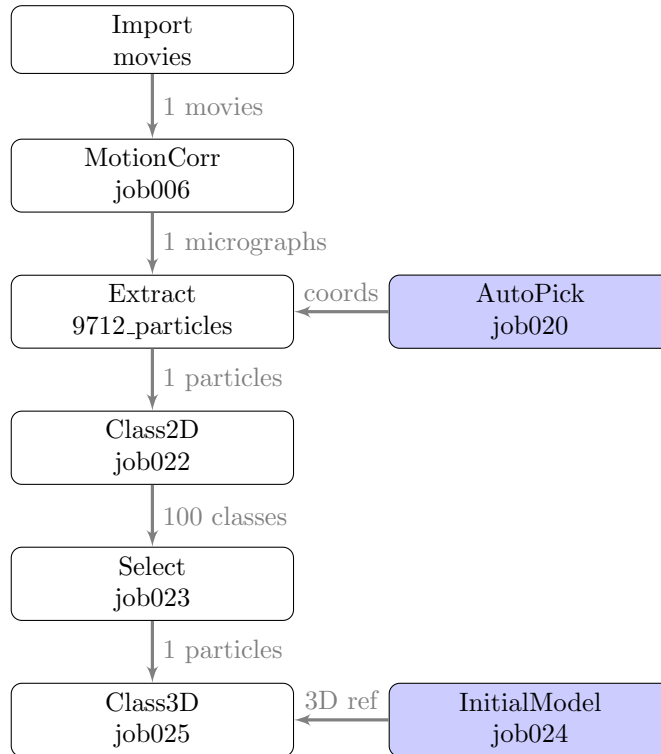 Import
movies
1 movies
MotionCorr
job006
1 micrographs
Extract
9712_particles
coords
AutoPick
job020
1 particles
Class2D
job022
100 classes
Select
job023
1 particles
Class3D
job025
3D ref
InitialModel
job024